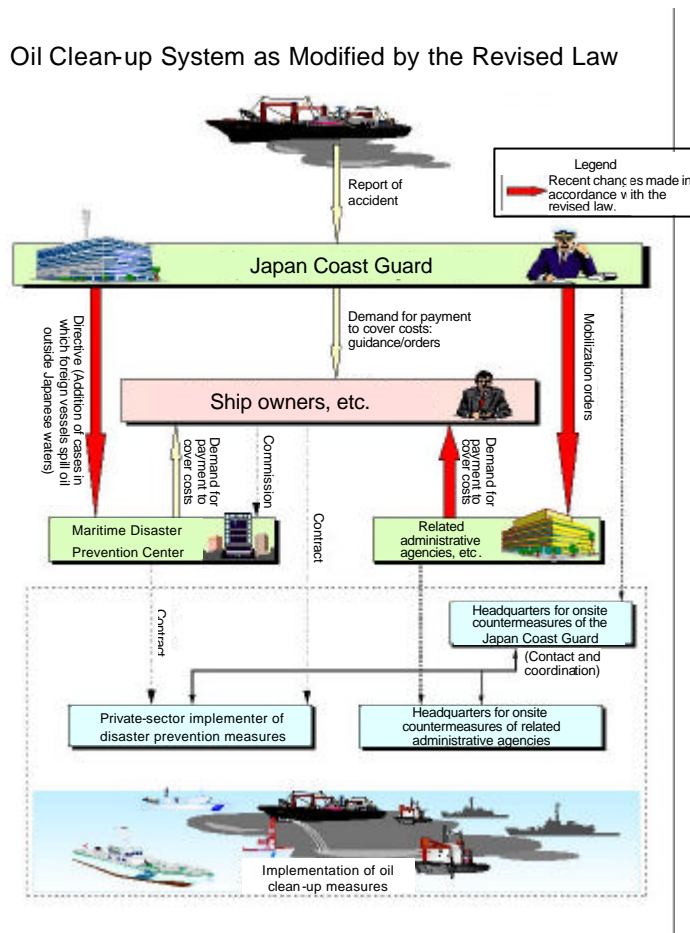 Oil Clean-up System as Modified by the Revised Law
Legend
Recent changes made in
accordance with the
revised law.
Report of
accident
Japan Coast Guard
Directive (Addition of cases in
which foreign vessels spill oil
outside Japanese waters)
Demand for payment
to cover costs:
guidance/orders
Mobilization orders
Ship owners, etc.
Demand for
payment to
cover costs
Commission
Contract
Demand for
payment to
cover costs
Maritime Disaster
Prevention Center
Related
administrative
agencies, etc.
Contract
Headquarters for onsite
countermeasures of the
Japan Coast Guard
(Contact and
coordination)
Private-sector implementer of
disaster prevention measures
Headquarters for onsite
countermeasures of related
administrative agencies
Implementation of oil
clean-up measures